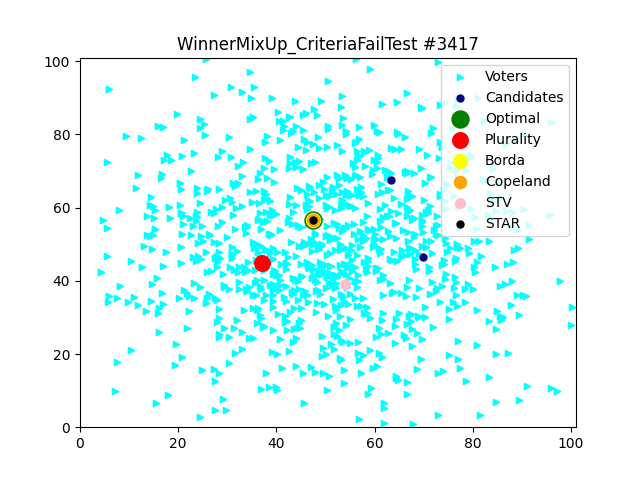 WinnerMixUp_CriteriaFailTest #3417
100
80
60
40
20
0
0 20 40 60 80 100
Voters
Candidates
Optimal
Plurality
Borda
Copeland
STV
STAR